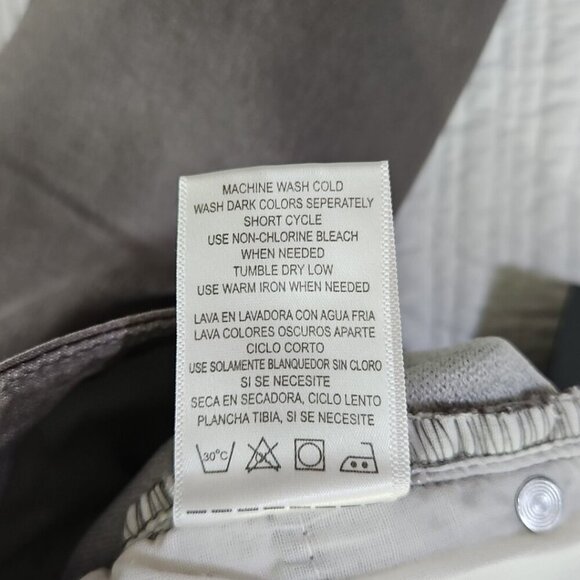 MACHINE WASH COLD
WASH DARK COLORS SEPERATELY
SHORT CYCLE
USE NON-CHLORINE BLEACH
WHEN NEEDED
TUMBLE DRY LOW
USE WARM IRON WHEN NEEDED
LAVA EN LAVADORA CON AGUA FRIA
LAVA COLORES OSCUROS APARTE
CICLO CORTO
USE SOLAMENTE BLANQUEDOR SIN CLORO
SI SE NECESITE
SECA EN SECADORA, CICLO LENTO
PLANCHA TIBIA, SI SE NECESITE
30°C